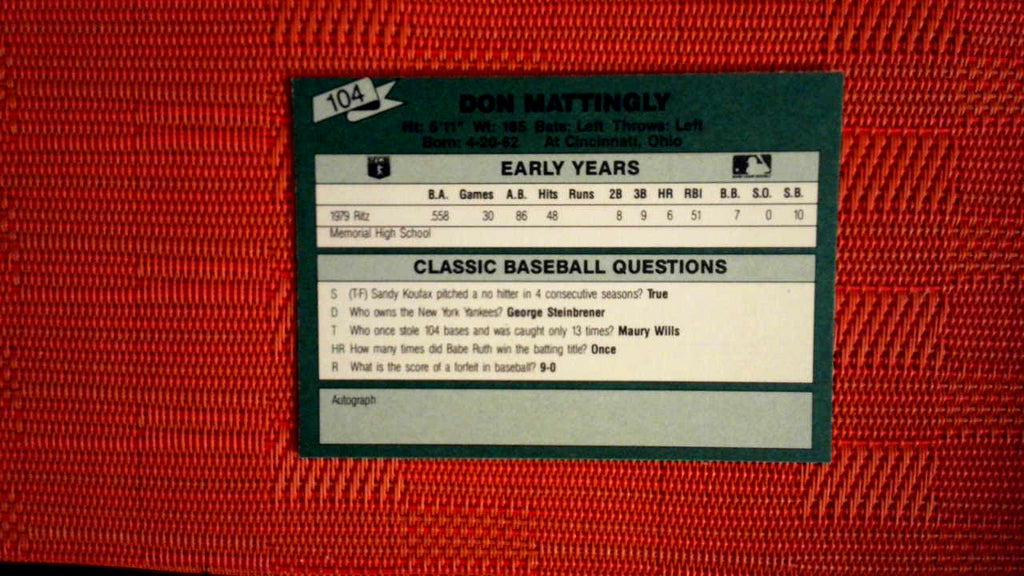 104
DON MATTINGLY
Ht: 5'11" Wt: 185 Bats: Left Throws: Left
Born: 4-20-62 At Cincinnati, Ohio
EARLY YEARS
B.A. Games A.B. Hits Runs 2B 3B HR RBI B.B. S.O. S.B.
1979 Ritz .558 30 86 48 8 9 6 51 7 0 10
Memorial High School
CLASSIC BASEBALL QUESTIONS
S (T-F) Sandy Koufax pitched a no hitter in 4 consecutive seasons? True
D Who owns the New York Yankees? George Steinbrener
T Who once stole 104 bases and was caught only 13 times? Maury Wills
HR How many times did Babe Ruth win the batting title? Once
R What is the score of a forfeit in baseball? 9-0
Autograph